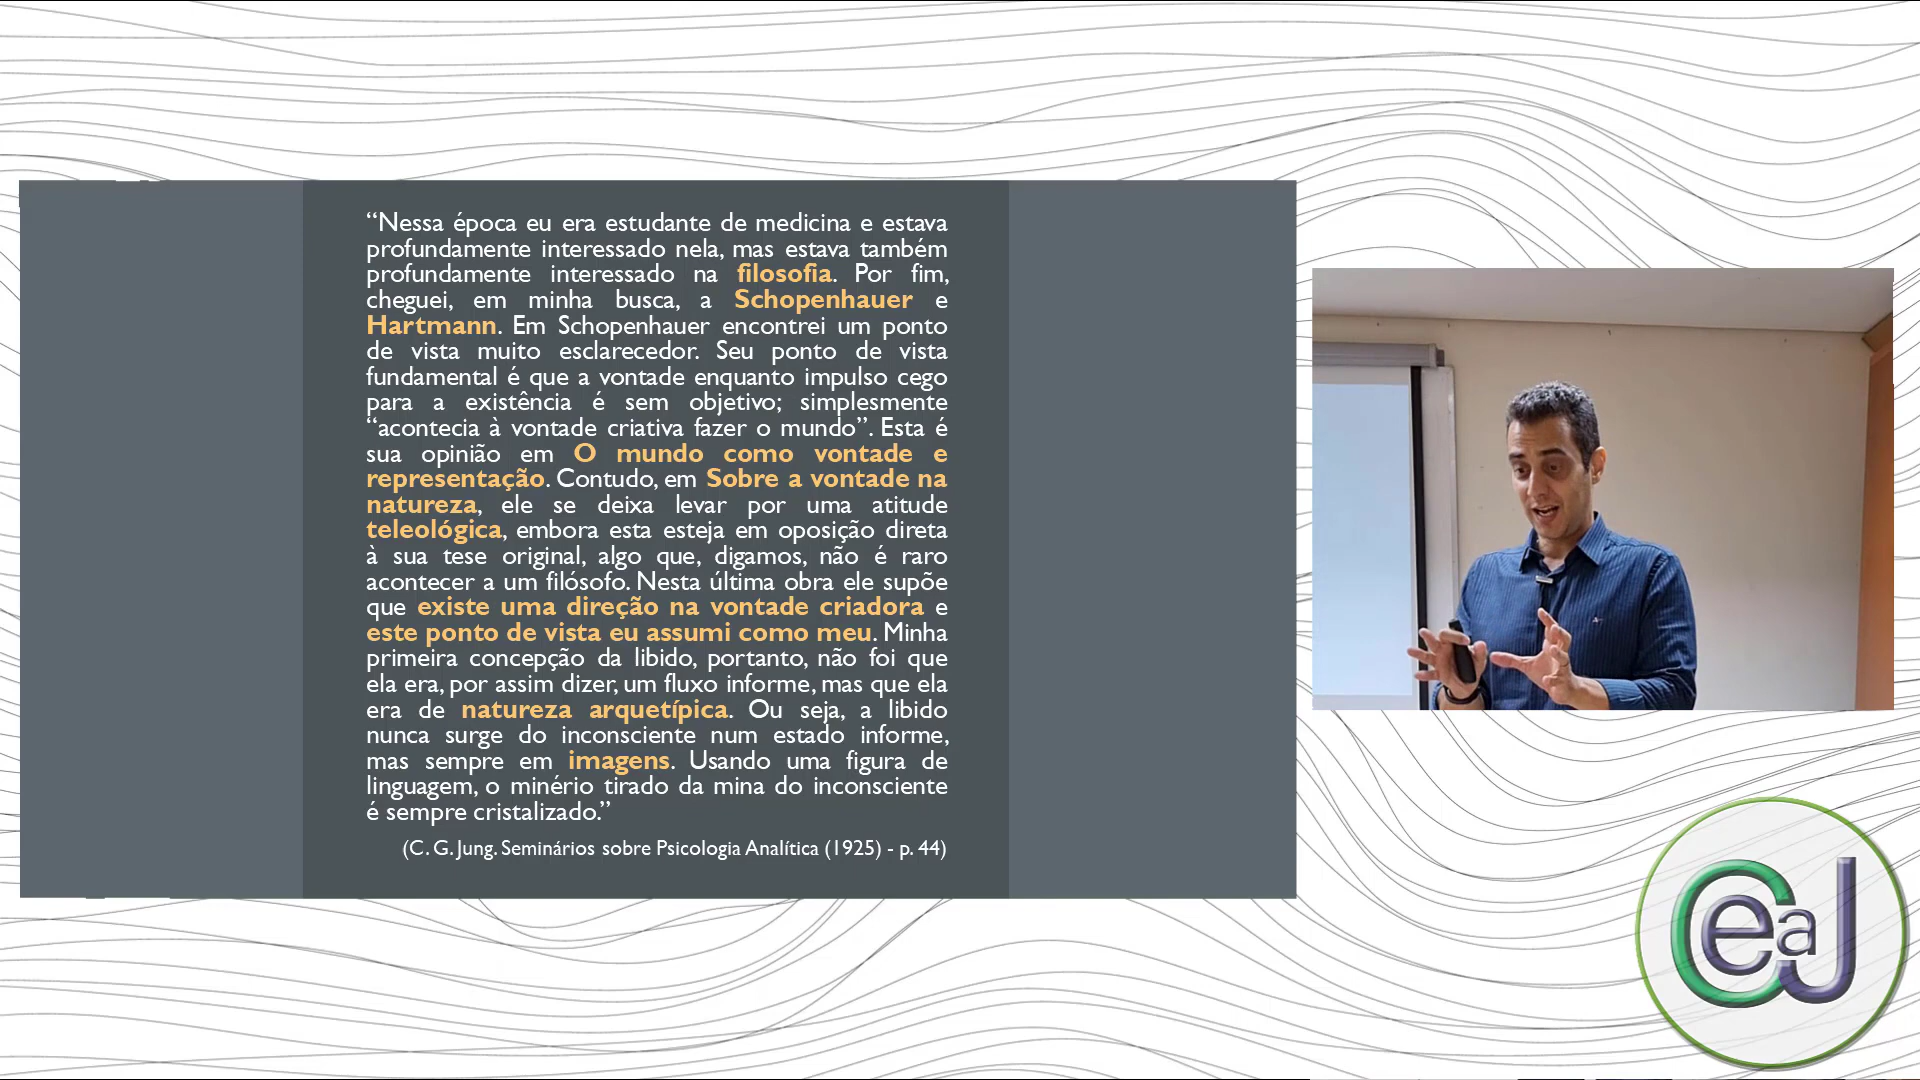 “Nessa época eu era estudante de medicina e estava
profundamente interessado nela, mas estava também
profundamente interessado na filosofia. Por fim,
cheguei, em minha busca, a Schopenhauer e
Hartmann. Em Schopenhauer encontrei um ponto
de vista muito esclarecedor. Seu ponto de vista
fundamental é que a vontade enquanto impulso cego
para a existência é sem objetivo; simplesmente
“acontecia à vontade criativa fazer o mundo”. Esta é
sua opinião em O mundo como vontade e
representação. Contudo, em Sobre a vontade na
natureza, ele se deixa levar por uma atitude
teleológica, embora esta esteja em oposição direta
à sua tese original, algo que, digamos, não é raro
acontecer a um filósofo. Nesta última obra ele supõe
que existe uma direção na vontade criadora e
este ponto de vista eu assumi como meu. Minha
primeira concepção da libido, portanto, não foi que
ela era, por assim dizer, um fluxo informe, mas que ela
era de natureza arquetípica. Ou seja, a libido
nunca surge do inconsciente num estado informe,
mas sempre em imagens. Usando uma figura de
linguagem, o minério tirado da mina do inconsciente
é sempre cristalizado.”
(C. G. Jung. Seminários sobre Psicologia Analítica (1925) - p. 44)
CeaJ